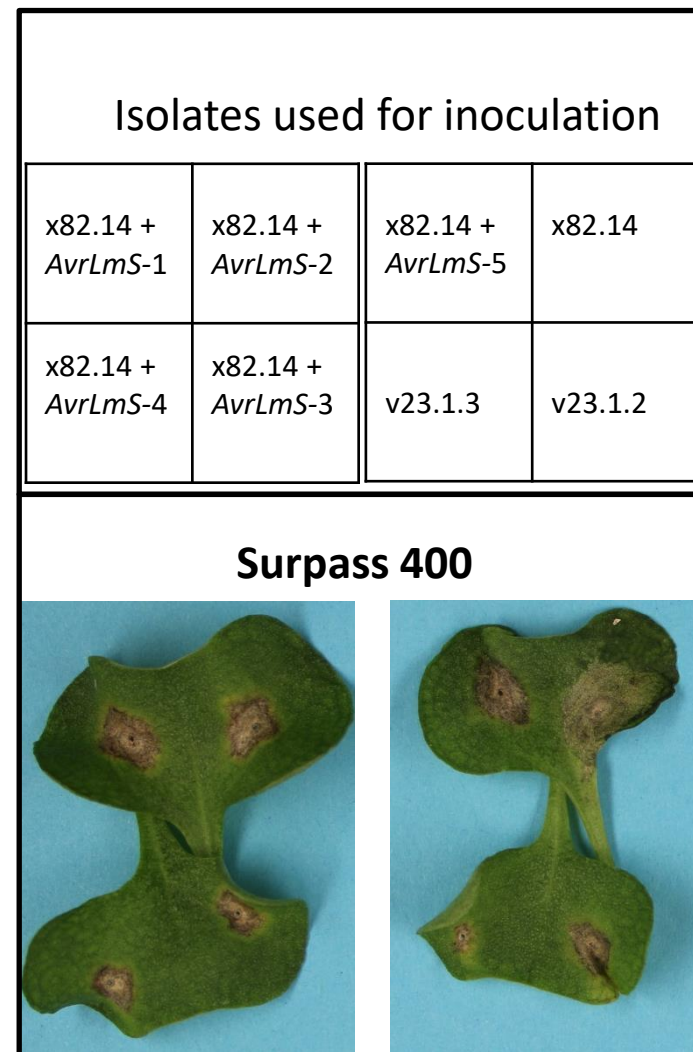 Isolates used for inoculation
x82.14 +
AvrLmS-1
x82.14 +
AvrLmS-2
x82.14 +
AvrLmS-5
x82.14
x82.14 +
AvrLmS-4
x82.14 +
AvrLmS-3
v23.1.3
v23.1.2
Surpass 400